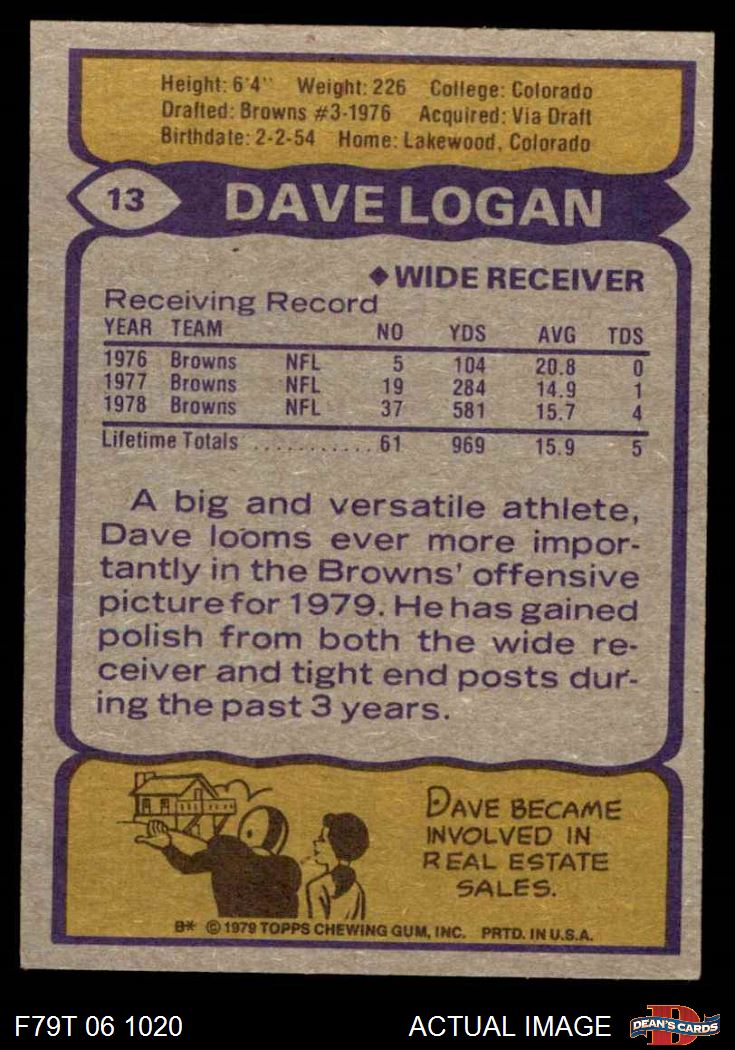 Height: 6'4" Weight: 226 College: Colorado
Drafted: Browns #3-1976 Acquired: Via Draft
Birthdate: 2-2-54 Home: Lakewood, Colorado
13 DAVE LOGAN
◆ WIDE RECEIVER
Receiving Record
YEAR TEAM NO YDS AVG TDS
1976 Browns NFL 5 104 20.8 0
1977 Browns NFL 19 284 14.9 1
1978 Browns NFL 37 581 15.7 4
Lifetime Totals ............ 61 969 15.9 5
A big and versatile athlete,
Dave looms ever more impor-
tantly in the Browns' offensive
picture for 1979. He has gained
polish from both the wide re-
ceiver and tight end posts dur-
ing the past 3 years.
DAVE BECAME
INVOLVED IN
REAL ESTATE
SALES.
B* © 1979 TOPPS CHEWING GUM, INC. PRTD. IN U.S.A.
F79T 06 1020 ACTUAL IMAGE D DEAN'S CARDS